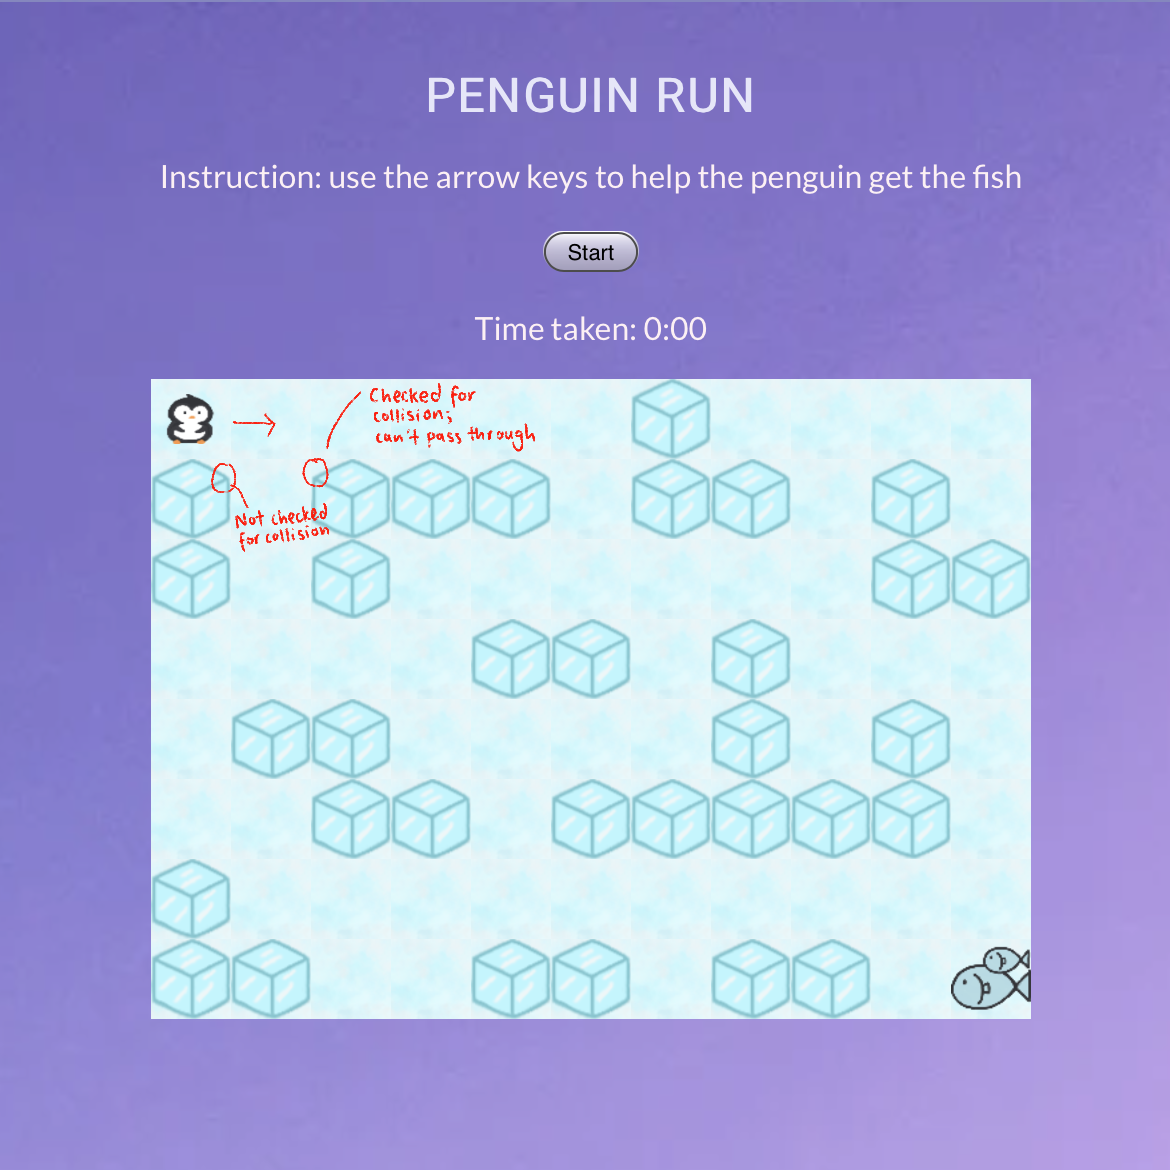 PENGUIN RUN
Instruction: use the arrow keys to help the penguin get the fish
Start
Time taken: 0:00
Checked for
collision;
can't pass through
Not checked
for collision